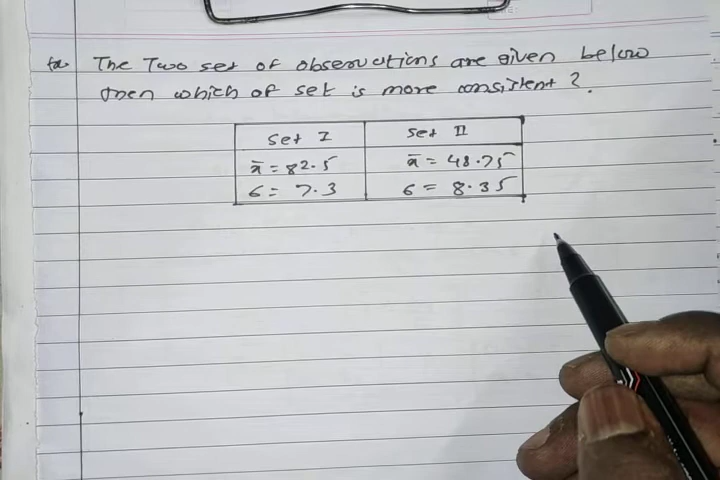 Ex The Two set of observations are given below
then which of set is more consistent ?.
Set I Set II
x̄ = 82.5 x̄ = 48.75
σ = 7.3 σ = 8.35